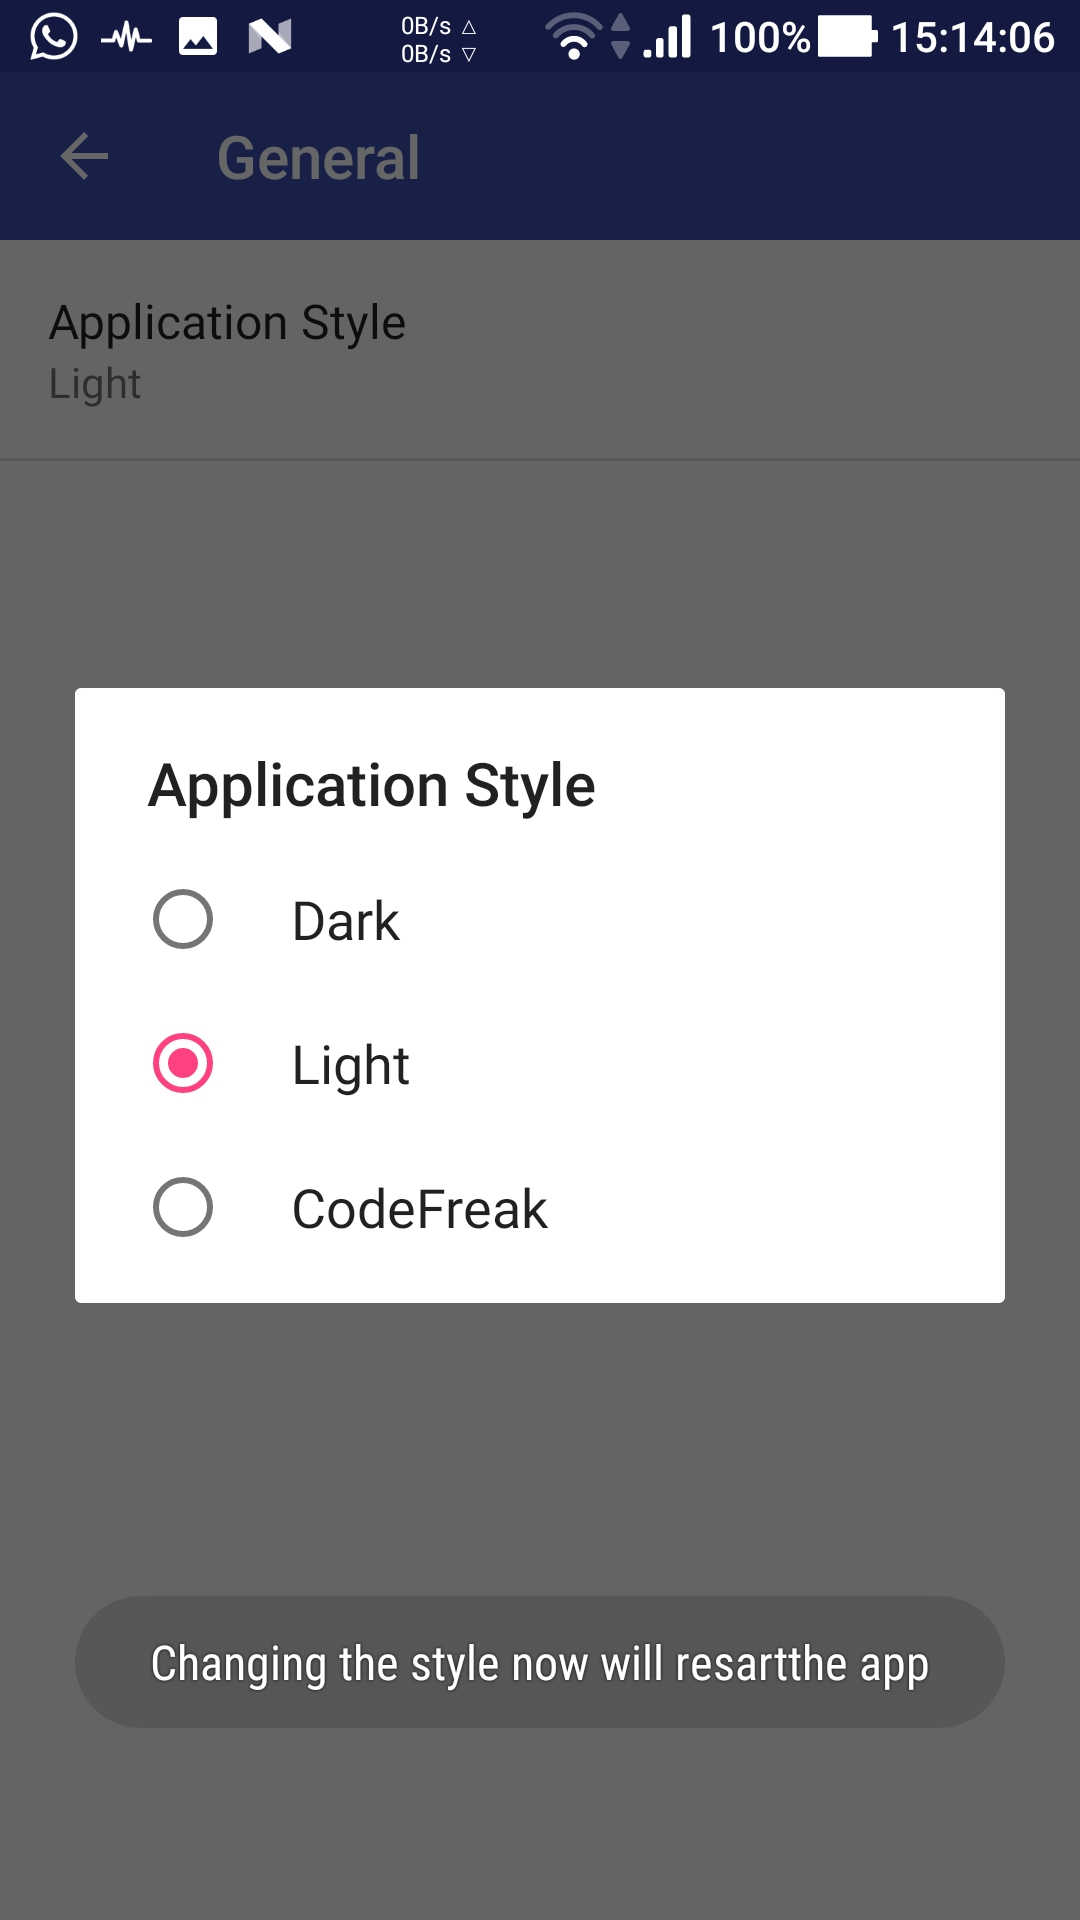 0B/s △
0B/s ▽
100% 15:14:06
General
Application Style
Light
Application Style
Dark
Light
CodeFreak
Changing the style now will resartthe app